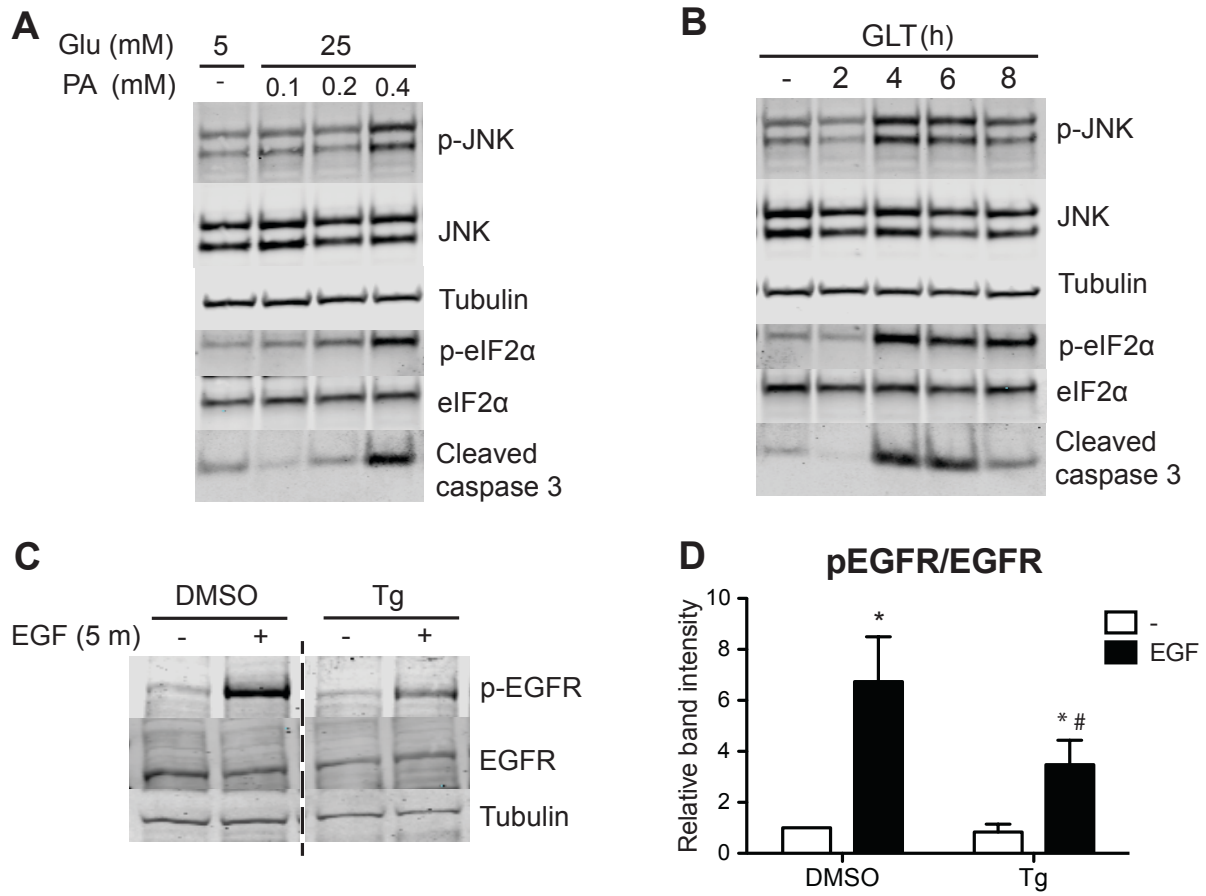 A
Glu (mM) 5 25
PA (mM) - 0.1 0.2 0.4
p-JNK
JNK
Tubulin
p-eIF2α
eIF2α
Cleaved
caspase 3
B
GLT (h)
- 2 4 6 8
p-JNK
JNK
Tubulin
p-eIF2α
eIF2α
Cleaved
caspase 3
C
DMSO Tg
EGF (5 m) - + - +
p-EGFR
EGFR
Tubulin
D
pEGFR/EGFR
Relative band intensity
10
8
6
4
2
0
*
* #
-
EGF
DMSO Tg